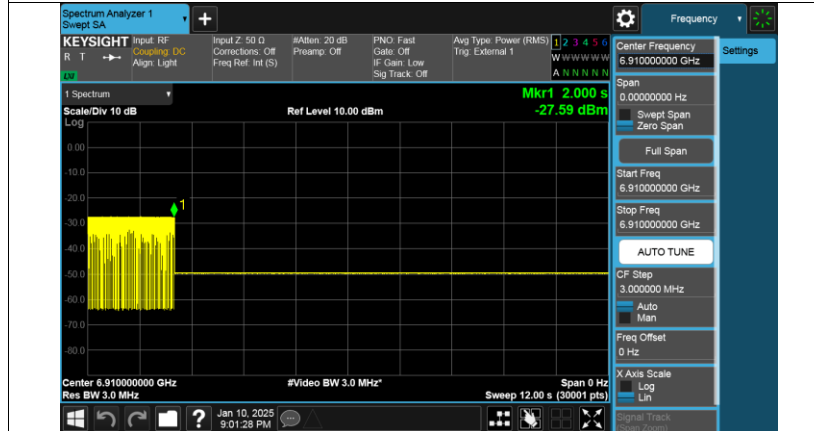 Spectrum Analyzer 1
Swept SA
+
Frequency
KEYSIGHT
R T
LXI
Input: RF
Coupling: DC
Align: Light
Input Z: 50 Ω
Corrections: Off
Freq Ref: Int (S)
#Atten: 20 dB
Preamp: Off
PNO: Fast
Gate: Off
IF Gain: Low
Sig Track: Off
Avg Type: Power (RMS)
Trig: External 1
1 2 3 4 5 6
W W W W W W
A N N N N N
Center Frequency
6.910000000 GHz
Settings
Span
0.00000000 Hz
Swept Span
Zero Span
Full Span
Start Freq
6.910000000 GHz
Stop Freq
6.910000000 GHz
AUTO TUNE
CF Step
3.000000 MHz
Auto
Man
Freq Offset
0 Hz
X Axis Scale
Log
Lin
Signal Track
(Span Zoom)
1 Spectrum
Scale/Div 10 dB
Ref Level 10.00 dBm
Mkr1 2.000 s
-27.59 dBm
Log
0.00
-10.0
-20.0
-30.0
-40.0
-50.0
-60.0
-70.0
-80.0
1
Center 6.910000000 GHz
Res BW 3.0 MHz
#Video BW 3.0 MHz*
Span 0 Hz
Sweep 12.00 s (30001 pts)
?
Jan 10, 2025
9:01:28 PM